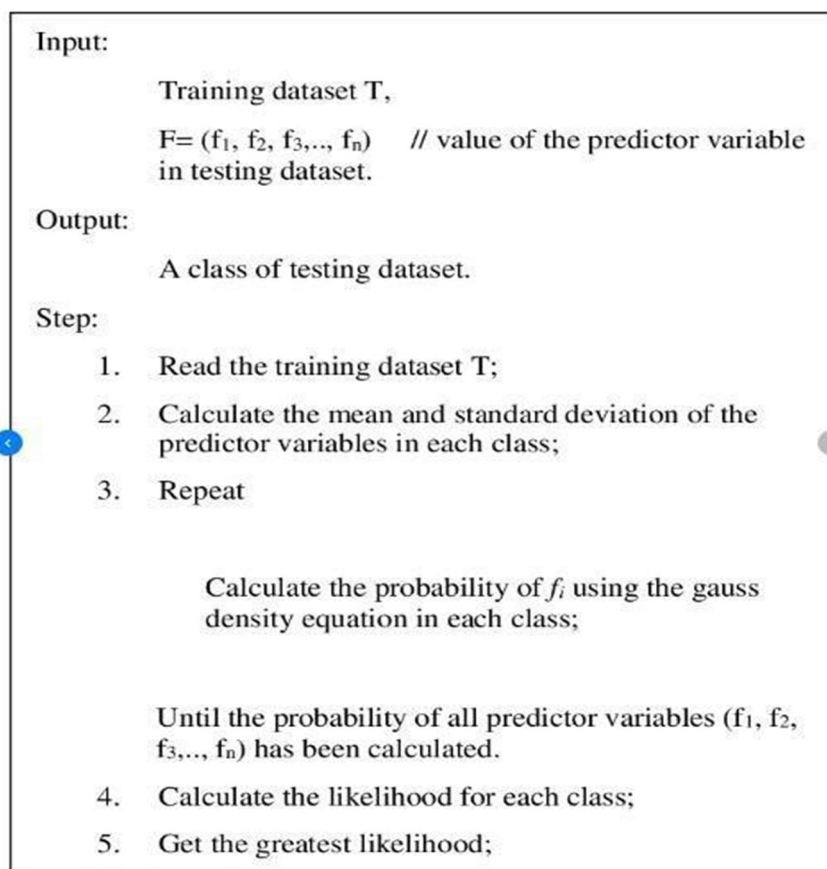 Input:
Training dataset T,
F= (f1, f2, f3,.., fn) // value of the predictor variable
in testing dataset.
Output:
A class of testing dataset.
Step:
1. Read the training dataset T;
2. Calculate the mean and standard deviation of the
predictor variables in each class;
3. Repeat
Calculate the probability of fi using the gauss
density equation in each class;
Until the probability of all predictor variables (f1, f2,
f3,.., fn) has been calculated.
4. Calculate the likelihood for each class;
5. Get the greatest likelihood;